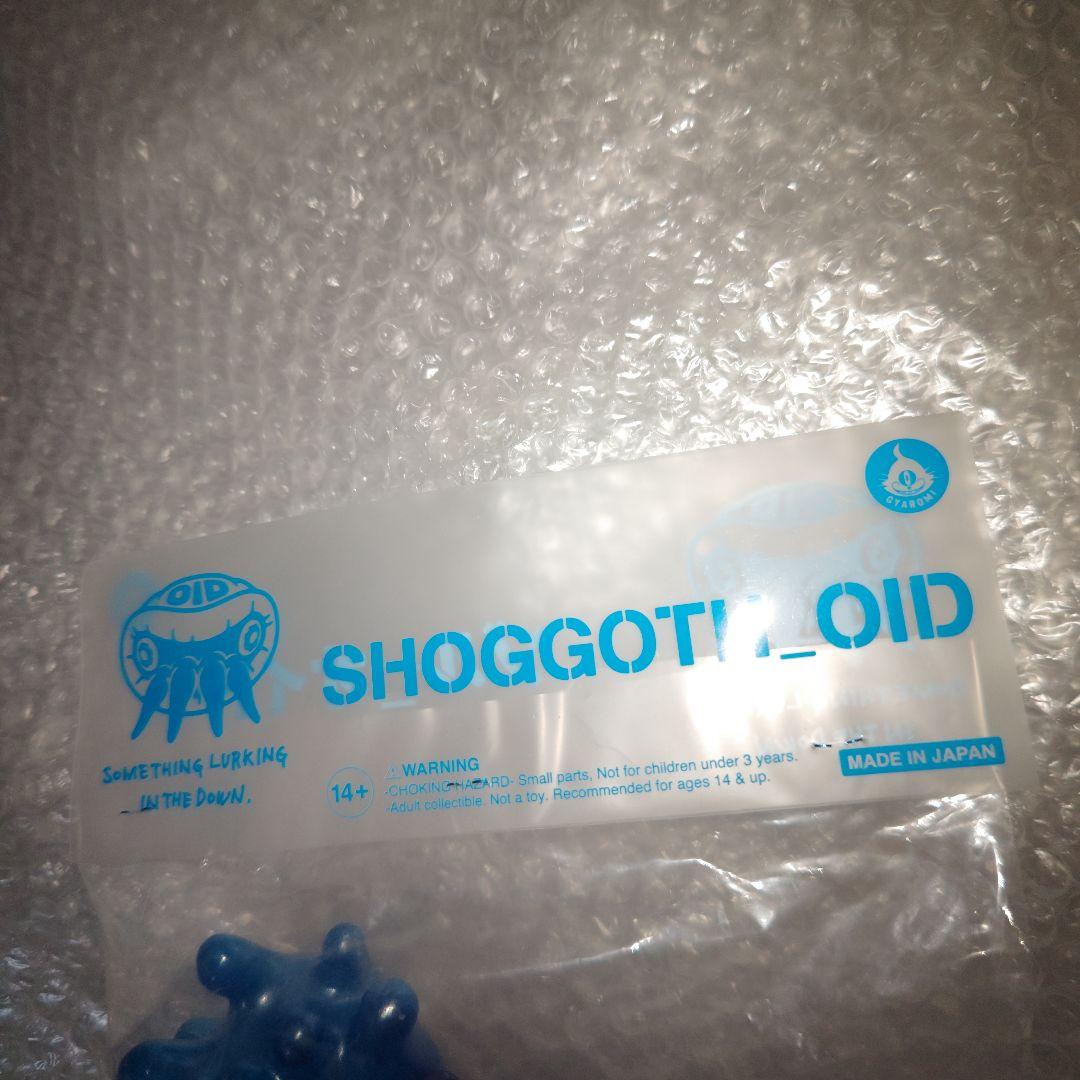 GYAROMI
OID
SHOGGOTH_OID
SOMETHING LURKING
IN THE DOWN.
14+
⚠WARNING
-CHOKING HAZARD- Small parts, Not for children under 3 years.
-Adult collectible. Not a toy. Recommended for ages 14 & up.
MADE IN JAPAN